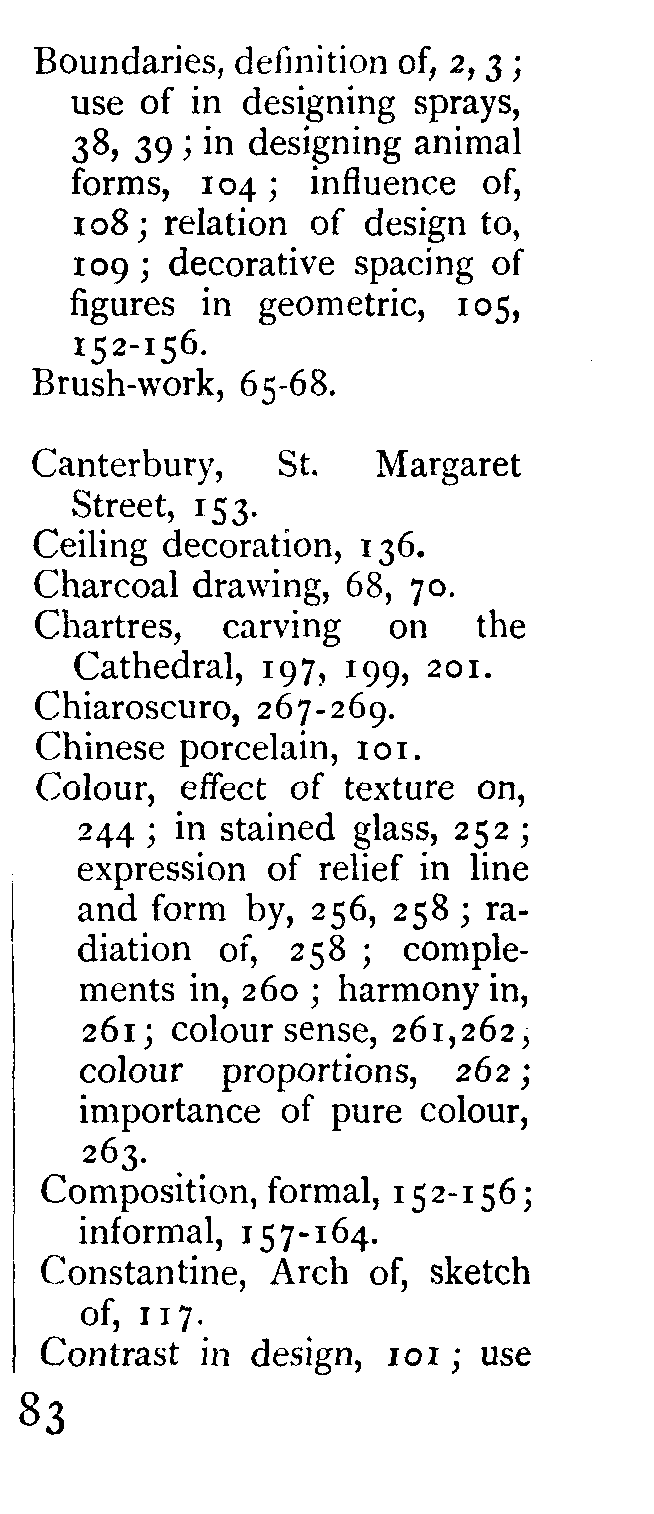 Boundaries, definition of, 2, 3 ;
use of in designing sprays,
38, 39 ; in designing animal
forms, 104 ; influence of,
108 ; relation of design to,
109 ; decorative spacing of
figures in geometric, 105,
152-156.
Brush-work, 65-68.
Canterbury, St. Margaret
Street, 153.
Ceiling decoration, 136.
Charcoal drawing, 68, 70.
Chartres, carving on the
Cathedral, 197, 199, 201.
Chiaroscuro, 267-269.
Chinese porcelain, 101.
Colour, effect of texture on,
244 ; in stained glass, 252 ;
expression of relief in line
and form by, 256, 258 ; ra-
diation of, 258 ; comple-
ments in, 260 ; harmony in,
261 ; colour sense, 261,262 ;
colour proportions, 262 ;
importance of pure colour,
263.
Composition, formal, 152-156 ;
informal, 157-164.
Constantine, Arch of, sketch
of, 117.
Contrast in design, 101 ; use
83